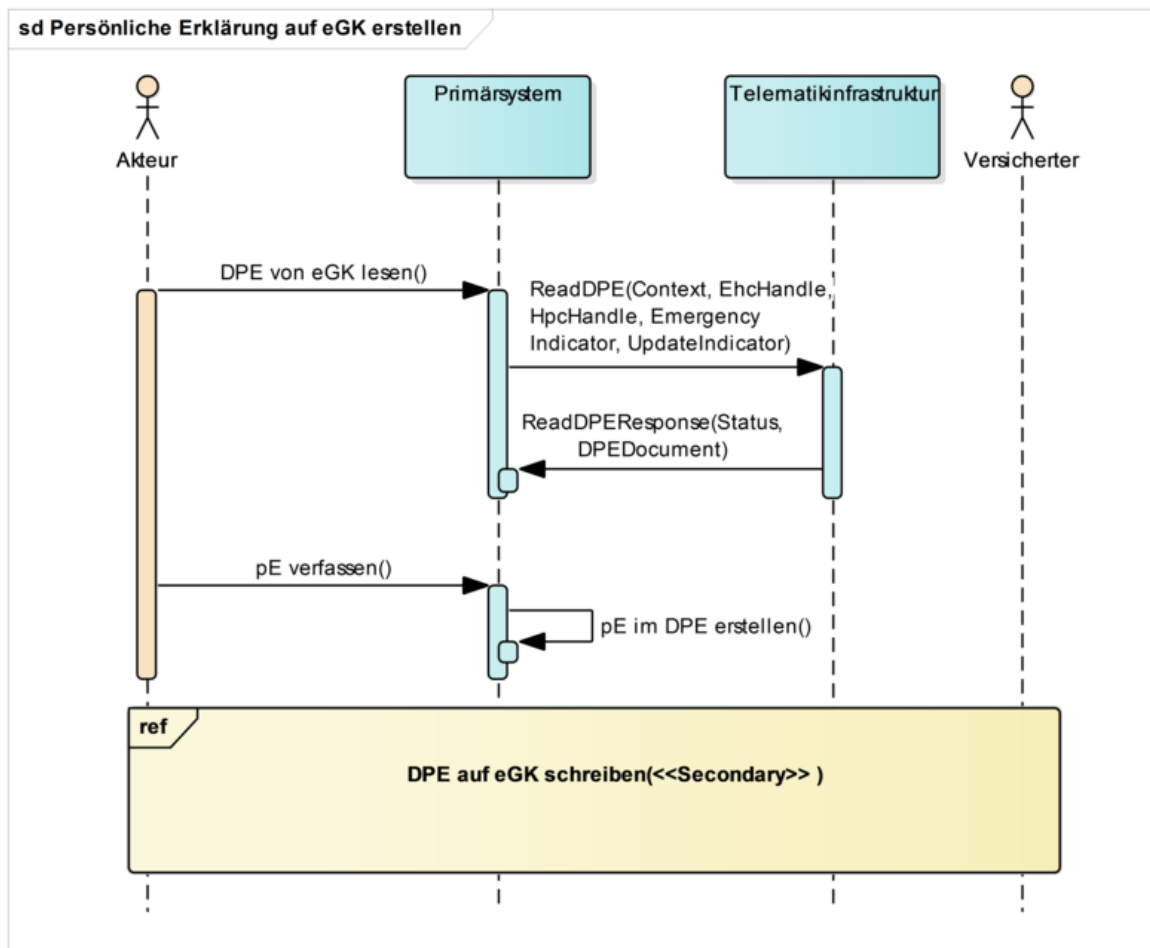 sd Persönliche Erklärung auf eGK erstellen
Akteur
Primärsystem
Telematikinfrastruktur
Versicherter
DPE von eGK lesen()
ReadDPE(Context, EhcHandle,
HpcHandle, Emergency
Indicator, UpdateIndicator)
ReadDPEResponse(Status,
DPEDocument)
pE verfassen()
pE im DPE erstellen()
ref
DPE auf eGK schreiben(<<Secondary>> )